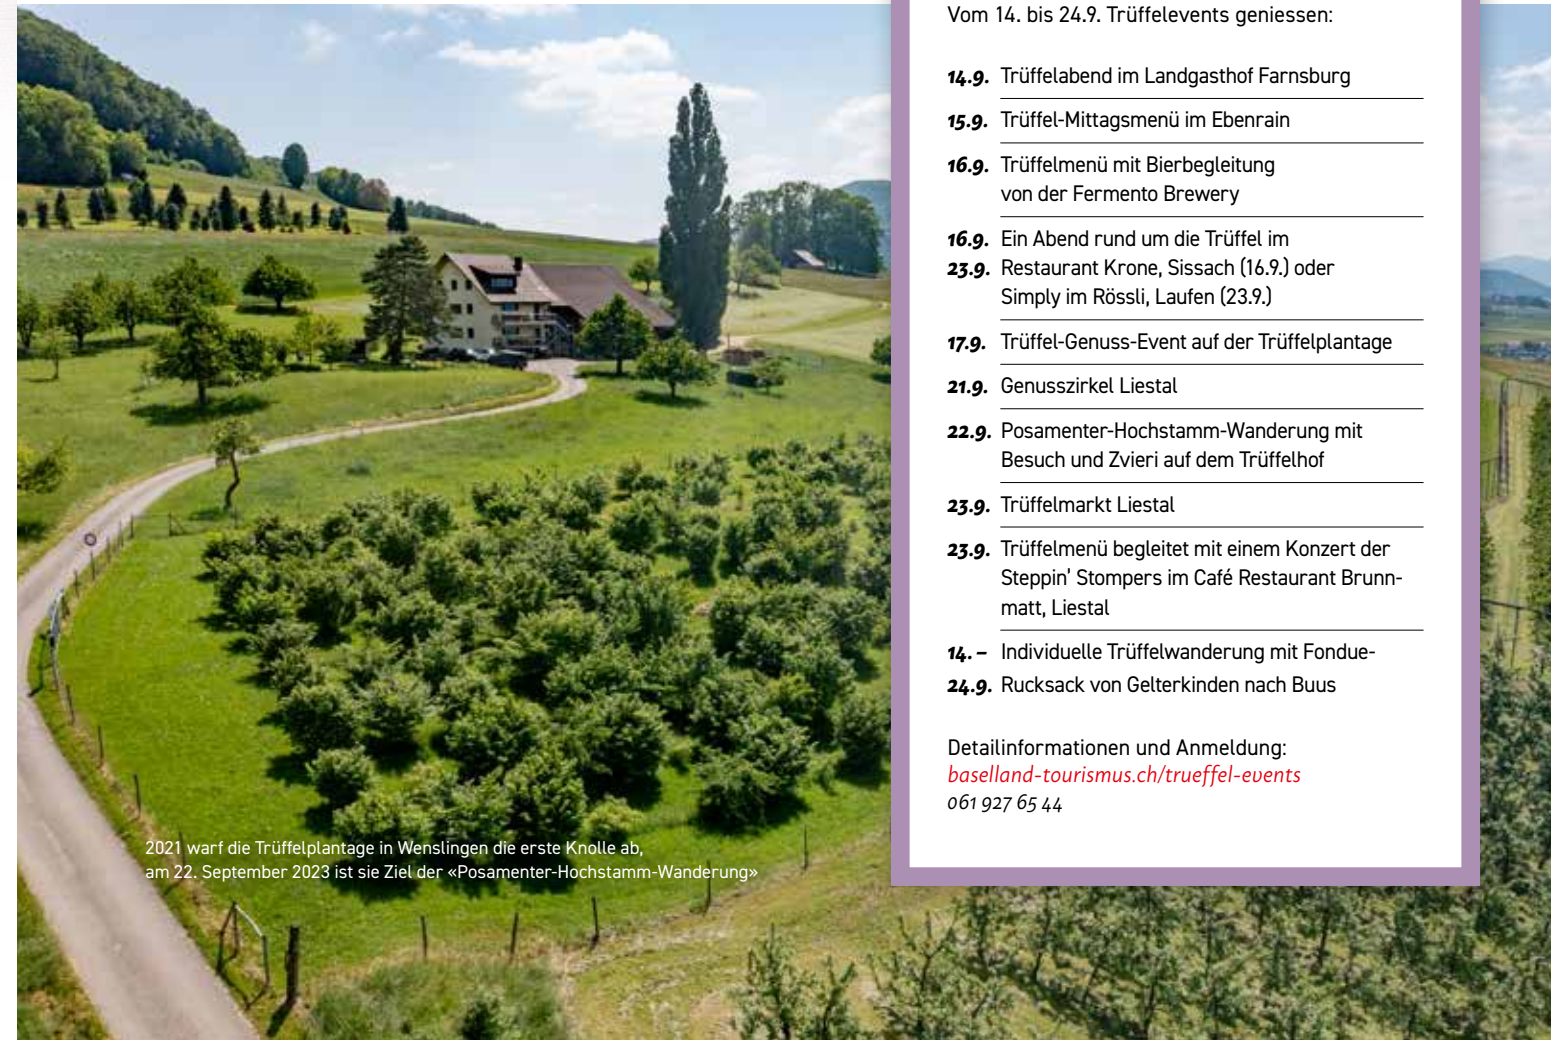 Vom 14. bis 24.9. Trüffelevents geniessen:
14.9. Trüffelabend im Landgasthof Farnsburg
15.9. Trüffel-Mittagsmenü im Ebenrain
16.9. Trüffelmenü mit Bierbegleitung
von der Fermento Brewery
16.9. Ein Abend rund um die Trüffel im
23.9. Restaurant Krone, Sissach (16.9.) oder
Simply im Rössli, Laufen (23.9.)
17.9. Trüffel-Genuss-Event auf der Trüffelplantage
21.9. Genusszirkel Liestal
22.9. Posamenter-Hochstamm-Wanderung mit
Besuch und Zvieri auf dem Trüffelhof
23.9. Trüffelmarkt Liestal
23.9. Trüffelmenü begleitet mit einem Konzert der
Steppin’ Stompers im Café Restaurant Brunn-
matt, Liestal
14. – Individuelle Trüffelwanderung mit Fondue-
24.9. Rucksack von Gelterkinden nach Buus
Detailinformationen und Anmeldung:
baselland-tourismus.ch/trueffel-events
061 927 65 44
2021 warf die Trüffelplantage in Wenslingen die erste Knolle ab,
am 22. September 2023 ist sie Ziel der «Posamenter-Hochstamm-Wanderung»